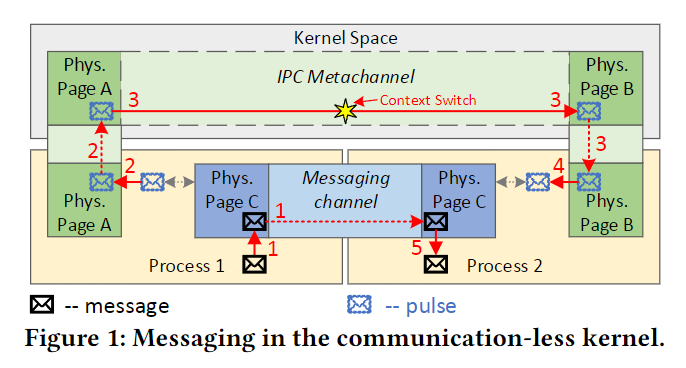 Kernel Space
Phys.
Page A
IPC Metachannel
Phys.
Page B
3
Context Switch
3
2
3
2
4
Phys.
Page A
Phys.
Page C
Messaging
channel
Phys.
Page C
Phys.
Page B
1
1
5
Process 1
Process 2
-- message
-- pulse
Figure 1: Messaging in the communication-less kernel.